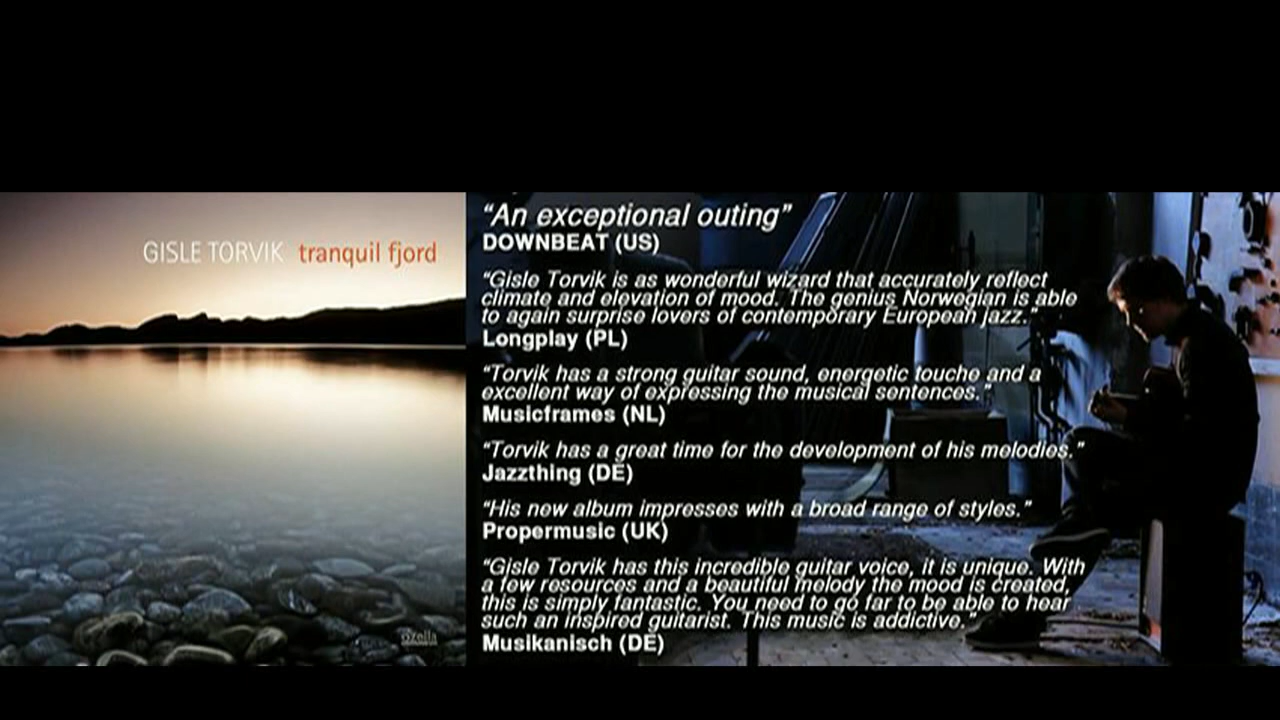 GISLE TORVIK tranquil fjord
ozella
“An exceptional outing”
DOWNBEAT (US)
“Gisle Torvik is as wonderful wizard that accurately reflect
climate and elevation of mood. The genius Norwegian is able
to again surprise lovers of contemporary European jazz.”
Longplay (PL)
“Torvik has a strong guitar sound, energetic touche and a
excellent way of expressing the musical sentences.”
Musicframes (NL)
“Torvik has a great time for the development of his melodies.”
Jazzthing (DE)
“His new album impresses with a broad range of styles.”
Propermusic (UK)
“Gisle Torvik has this incredible guitar voice, it is unique. With
a few resources and a beautiful melody the mood is created,
this is simply fantastic. You need to go far to be able to hear
such an inspired guitarist. This music is addictive.”
Musikanisch (DE)